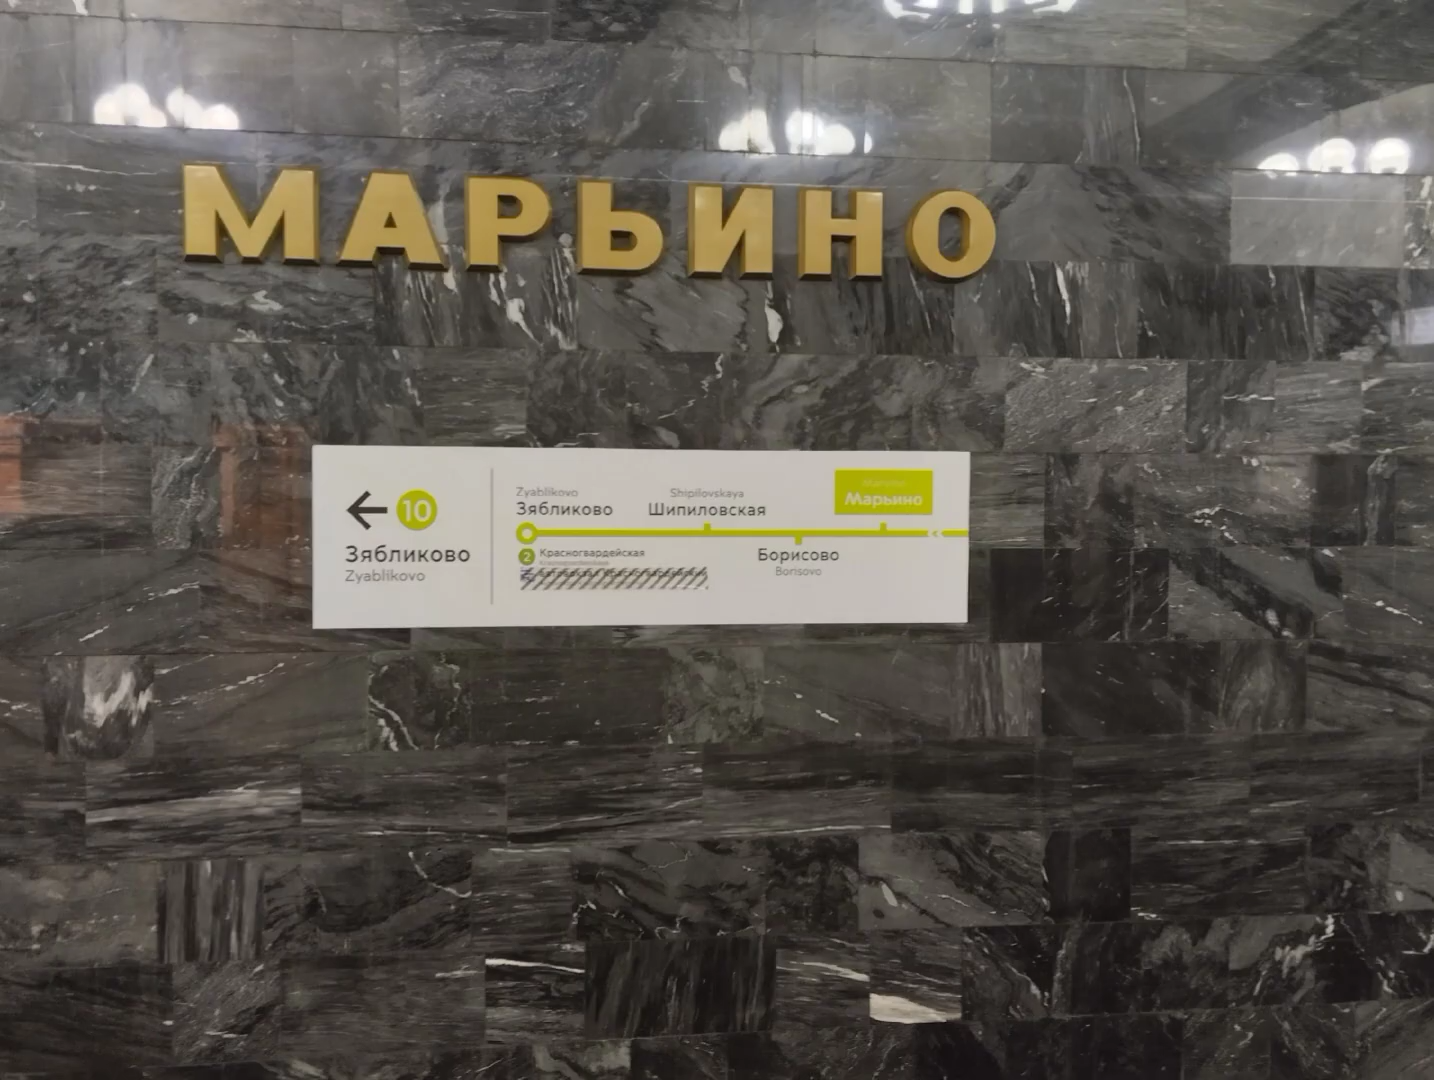 МАРЬИНО
← 10
Зябликово
Zyablikovo
Zyablikovo
Зябликово
2 Красногвардейская
Shipilovskaya
Шипиловская
Борисово
Borisovo
Марьино